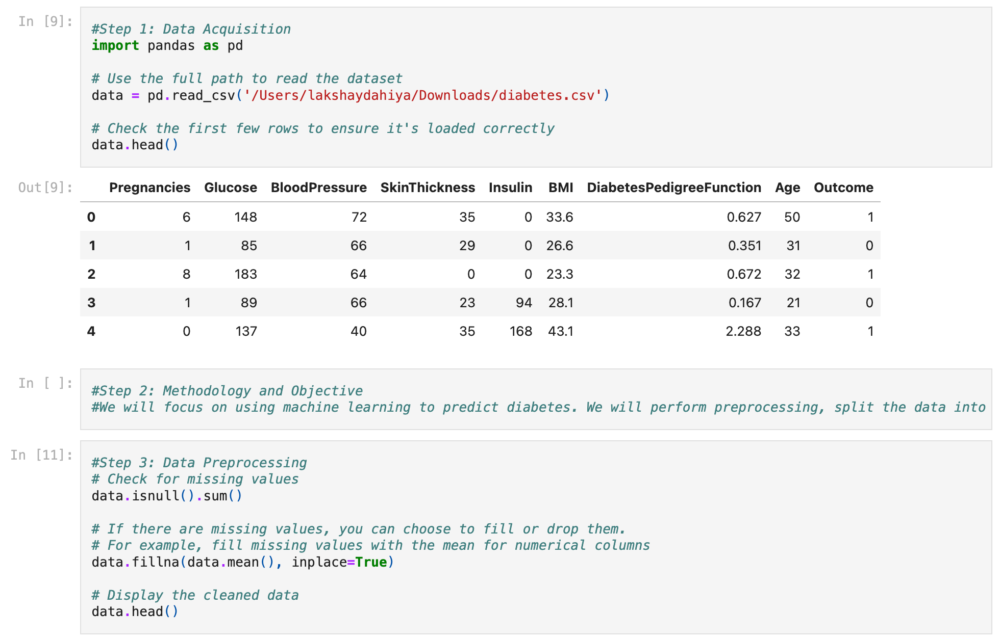 In [9]:
#Step 1: Data Acquisition
import pandas as pd
# Use the full path to read the dataset
data = pd.read_csv('/Users/lakshaydahiya/Downloads/diabetes.csv')
# Check the first few rows to ensure it's loaded correctly
data.head()
Out[9]:
Pregnancies Glucose BloodPressure SkinThickness Insulin BMI DiabetesPedigreeFunction Age Outcome
0 6 148 72 35 0 33.6 0.627 50 1
1 1 85 66 29 0 26.6 0.351 31 0
2 8 183 64 0 0 23.3 0.672 32 1
3 1 89 66 23 94 28.1 0.167 21 0
4 0 137 40 35 168 43.1 2.288 33 1
In [ ]:
#Step 2: Methodology and Objective
#We will focus on using machine learning to predict diabetes. We will perform preprocessing, split the data into
In [11]:
#Step 3: Data Preprocessing
# Check for missing values
data.isnull().sum()
# If there are missing values, you can choose to fill or drop them.
# For example, fill missing values with the mean for numerical columns
data.fillna(data.mean(), inplace=True)
# Display the cleaned data
data.head()